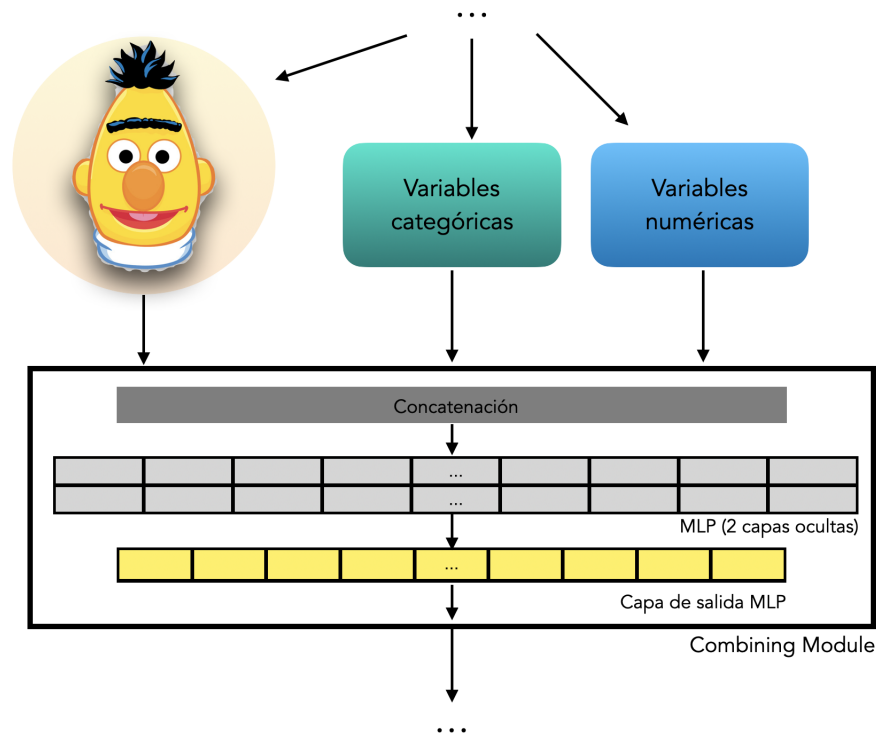 ...
Variables
categóricas
Variables
numéricas
Concatenación
...
...
MLP (2 capas ocultas)
...
Capa de salida MLP
Combining Module
...